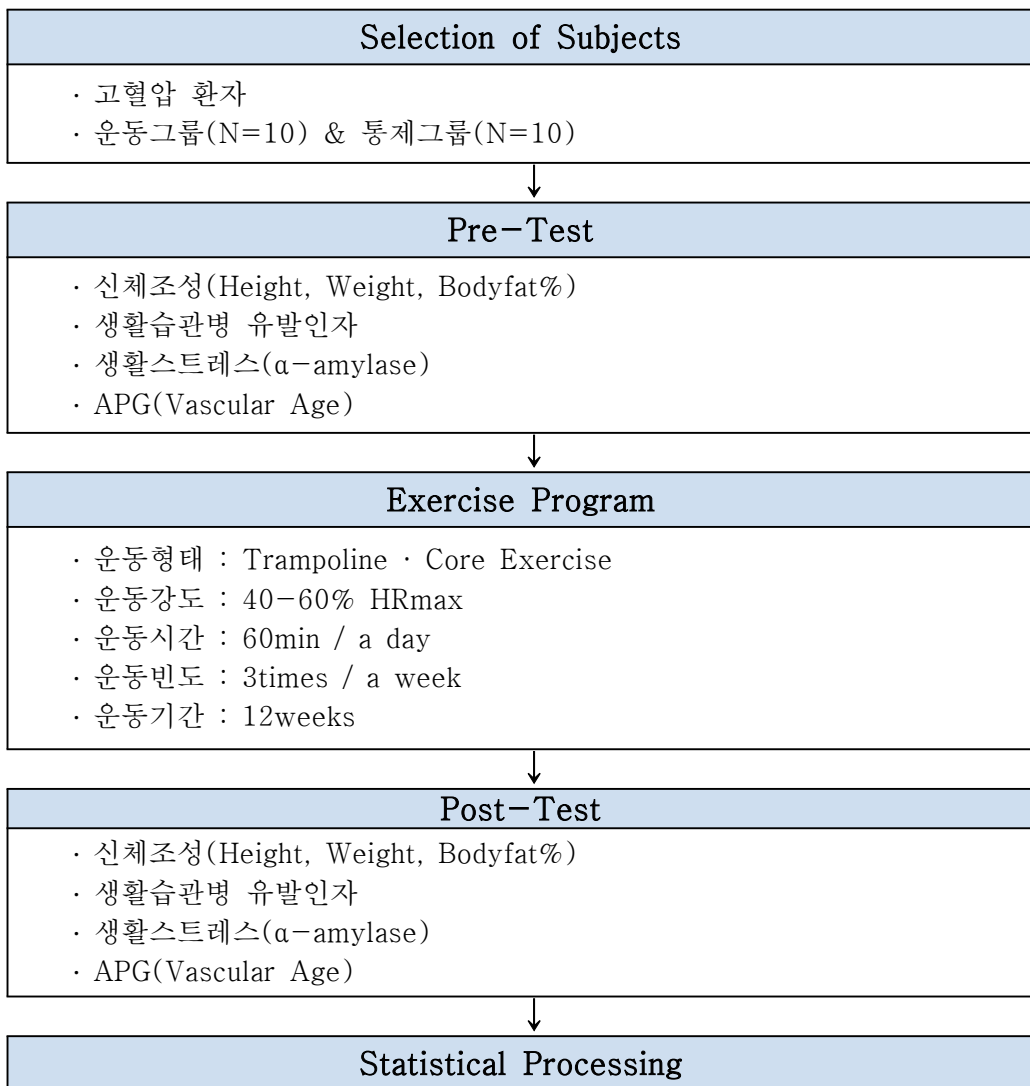 Selection of Subjects
· 고혈압 환자
· 운동그룹(N=10) & 통제그룹(N=10)
Pre-Test
· 신체조성(Height, Weight, Bodyfat%)
· 생활습관병 유발인자
· 생활스트레스(α-amylase)
· APG(Vascular Age)
Exercise Program
· 운동형태 : Trampoline · Core Exercise
· 운동강도 : 40-60% HRmax
· 운동시간 : 60min / a day
· 운동빈도 : 3times / a week
· 운동기간 : 12weeks
Post-Test
· 신체조성(Height, Weight, Bodyfat%)
· 생활습관병 유발인자
· 생활스트레스(α-amylase)
· APG(Vascular Age)
Statistical Processing